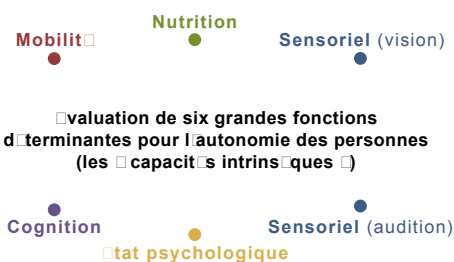 Nutrition
Mobilit□
Sensoriel (vision)
□valuation de six grandes fonctions
d□terminantes pour l□autonomie des personnes
(les □ capacit□s intrins□ques □)
Cognition
Sensoriel (audition)
□tat psychologique